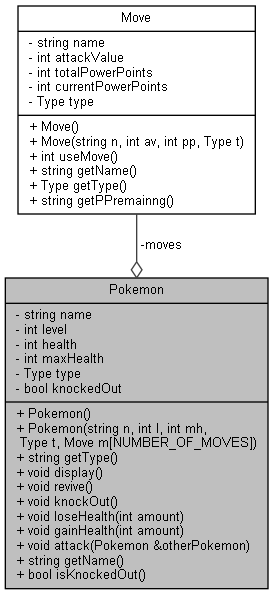 Move
- string name
- int attackValue
- int totalPowerPoints
- int currentPowerPoints
- Type type
+ Move()
+ Move(string n, int av, int pp, Type t)
+ int useMove()
+ string getName()
+ Type getType()
+ string getPPremainng()
-moves
Pokemon
- string name
- int level
- int health
- int maxHealth
- Type type
- bool knockedOut
+ Pokemon()
+ Pokemon(string n, int l, int mh,
Type t, Move m[NUMBER_OF_MOVES])
+ string getType()
+ void display()
+ void revive()
+ void knockOut()
+ void loseHealth(int amount)
+ void gainHealth(int amount)
+ void attack(Pokemon &otherPokemon)
+ string getName()
+ bool isKnockedOut()